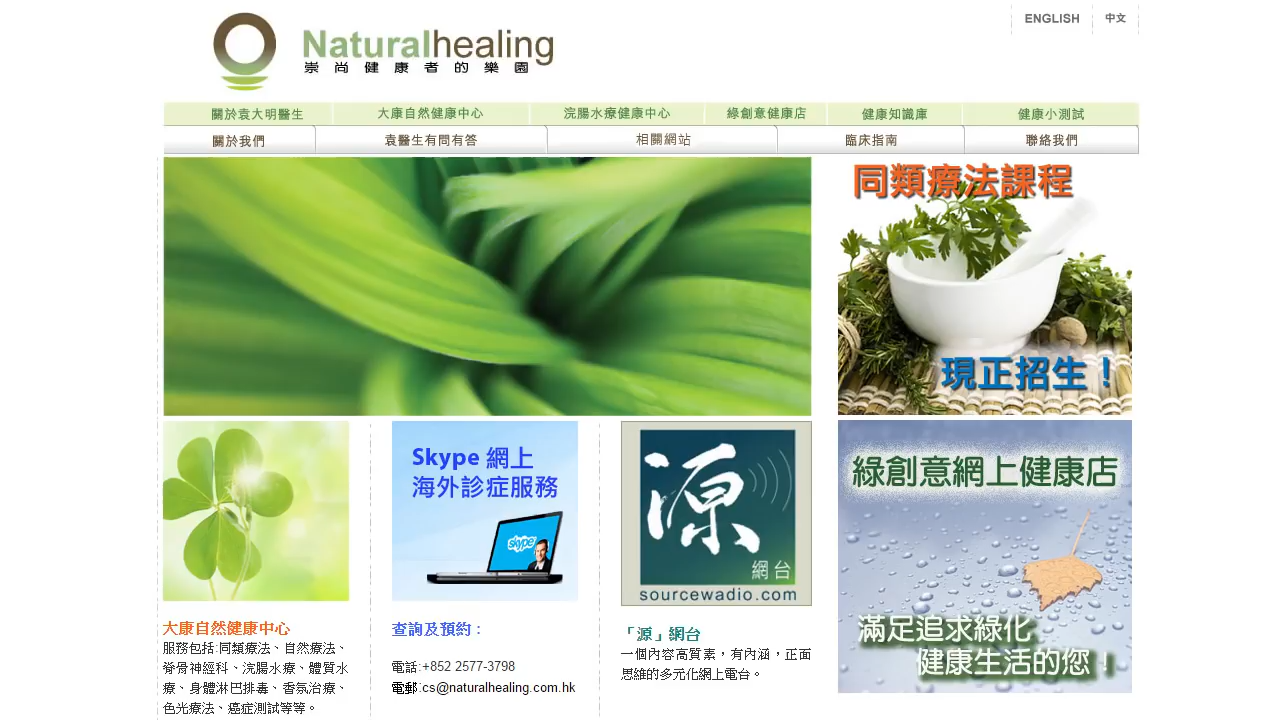 ENGLISH 中文
Naturalhealing
崇尚健康者的樂園
關於袁大明醫生 大康自然健康中心 浣腸水療健康中心 綠創意健康店 健康知識庫 健康小測試
關於我們 袁醫生有問有答 相關網站 臨床指南 聯絡我們
同類療法課程
現正招生！
Skype 網上
海外診症服務
skype
源
網台
sourcewadio.com
綠創意網上健康店
滿足追求綠化
健康生活的您！
大康自然健康中心
服務包括:同類療法、自然療法、
脊骨神經科、浣腸水療、體質水
療、身體淋巴排毒、香氛治療、
色光療法、癌症測試等等。
查詢及預約：
電話:+852 2577-3798
電郵:cs@naturalhealing.com.hk
「源」網台
一個內容高質素，有內涵，正面
思維的多元化網上電台。